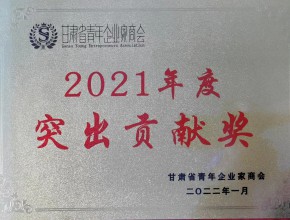 甘肃省青年企业家商会
Gansu Young Entrepreneurs Association
2021年度
突出贡献奖
甘肃省青年企业家商会
二〇二二年一月